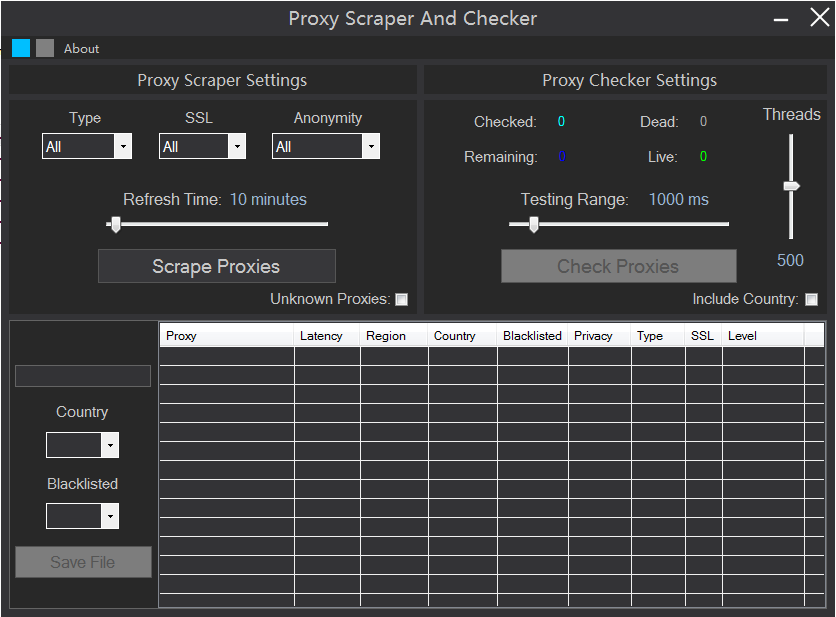 Proxy Scraper And Checker
About
Proxy Scraper Settings
Proxy Checker Settings
Type SSL Anonymity
All All All
Refresh Time: 10 minutes
Scrape Proxies
Unknown Proxies:
Checked: 0 Dead: 0
Remaining: 0 Live: 0
Threads
Testing Range: 1000 ms
500
Check Proxies
Include Country:
Country
Blacklisted
Save File
Proxy Latency Region Country Blacklisted Privacy Type SSL Level